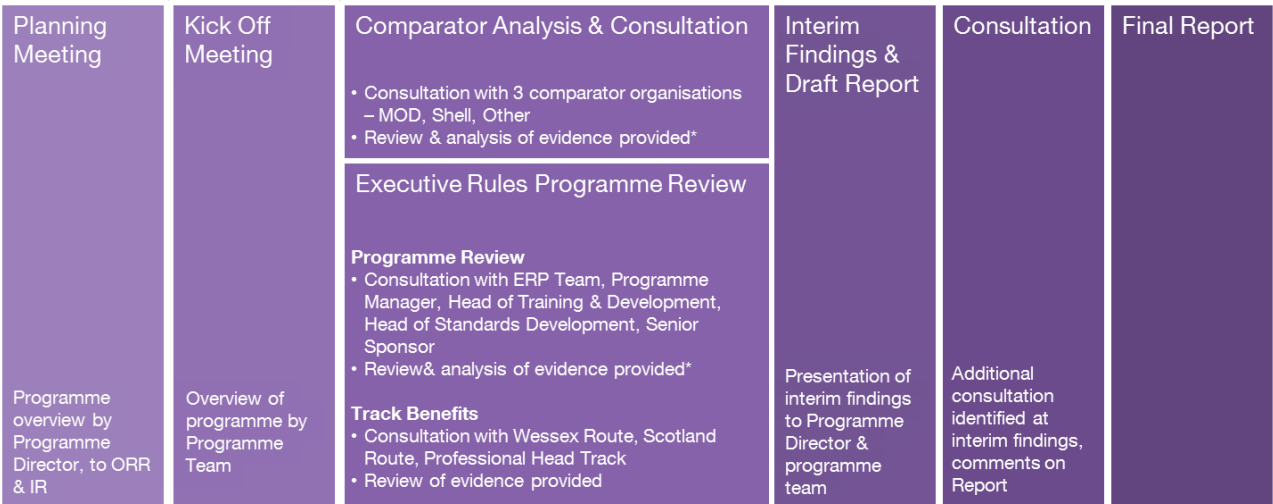 Planning
Meeting
Programme
overview by
Programme
Director, to ORR
& IR
Kick Off
Meeting
Overview of
programme by
Programme
Team
Comparator Analysis & Consultation
• Consultation with 3 comparator organisations
– MOD, Shell, Other
• Review & analysis of evidence provided*
Executive Rules Programme Review
Programme Review
• Consultation with ERP Team, Programme
Manager, Head of Training & Development,
Head of Standards Development, Senior
Sponsor
• Review& analysis of evidence provided*
Track Benefits
• Consultation with Wessex Route, Scotland
Route, Professional Head Track
• Review of evidence provided
Interim
Findings &
Draft Report
Presentation of
interim findings
to Programme
Director &
programme
team
Consultation
Additional
consultation
identified at
interim findings,
comments on
Report
Final Report